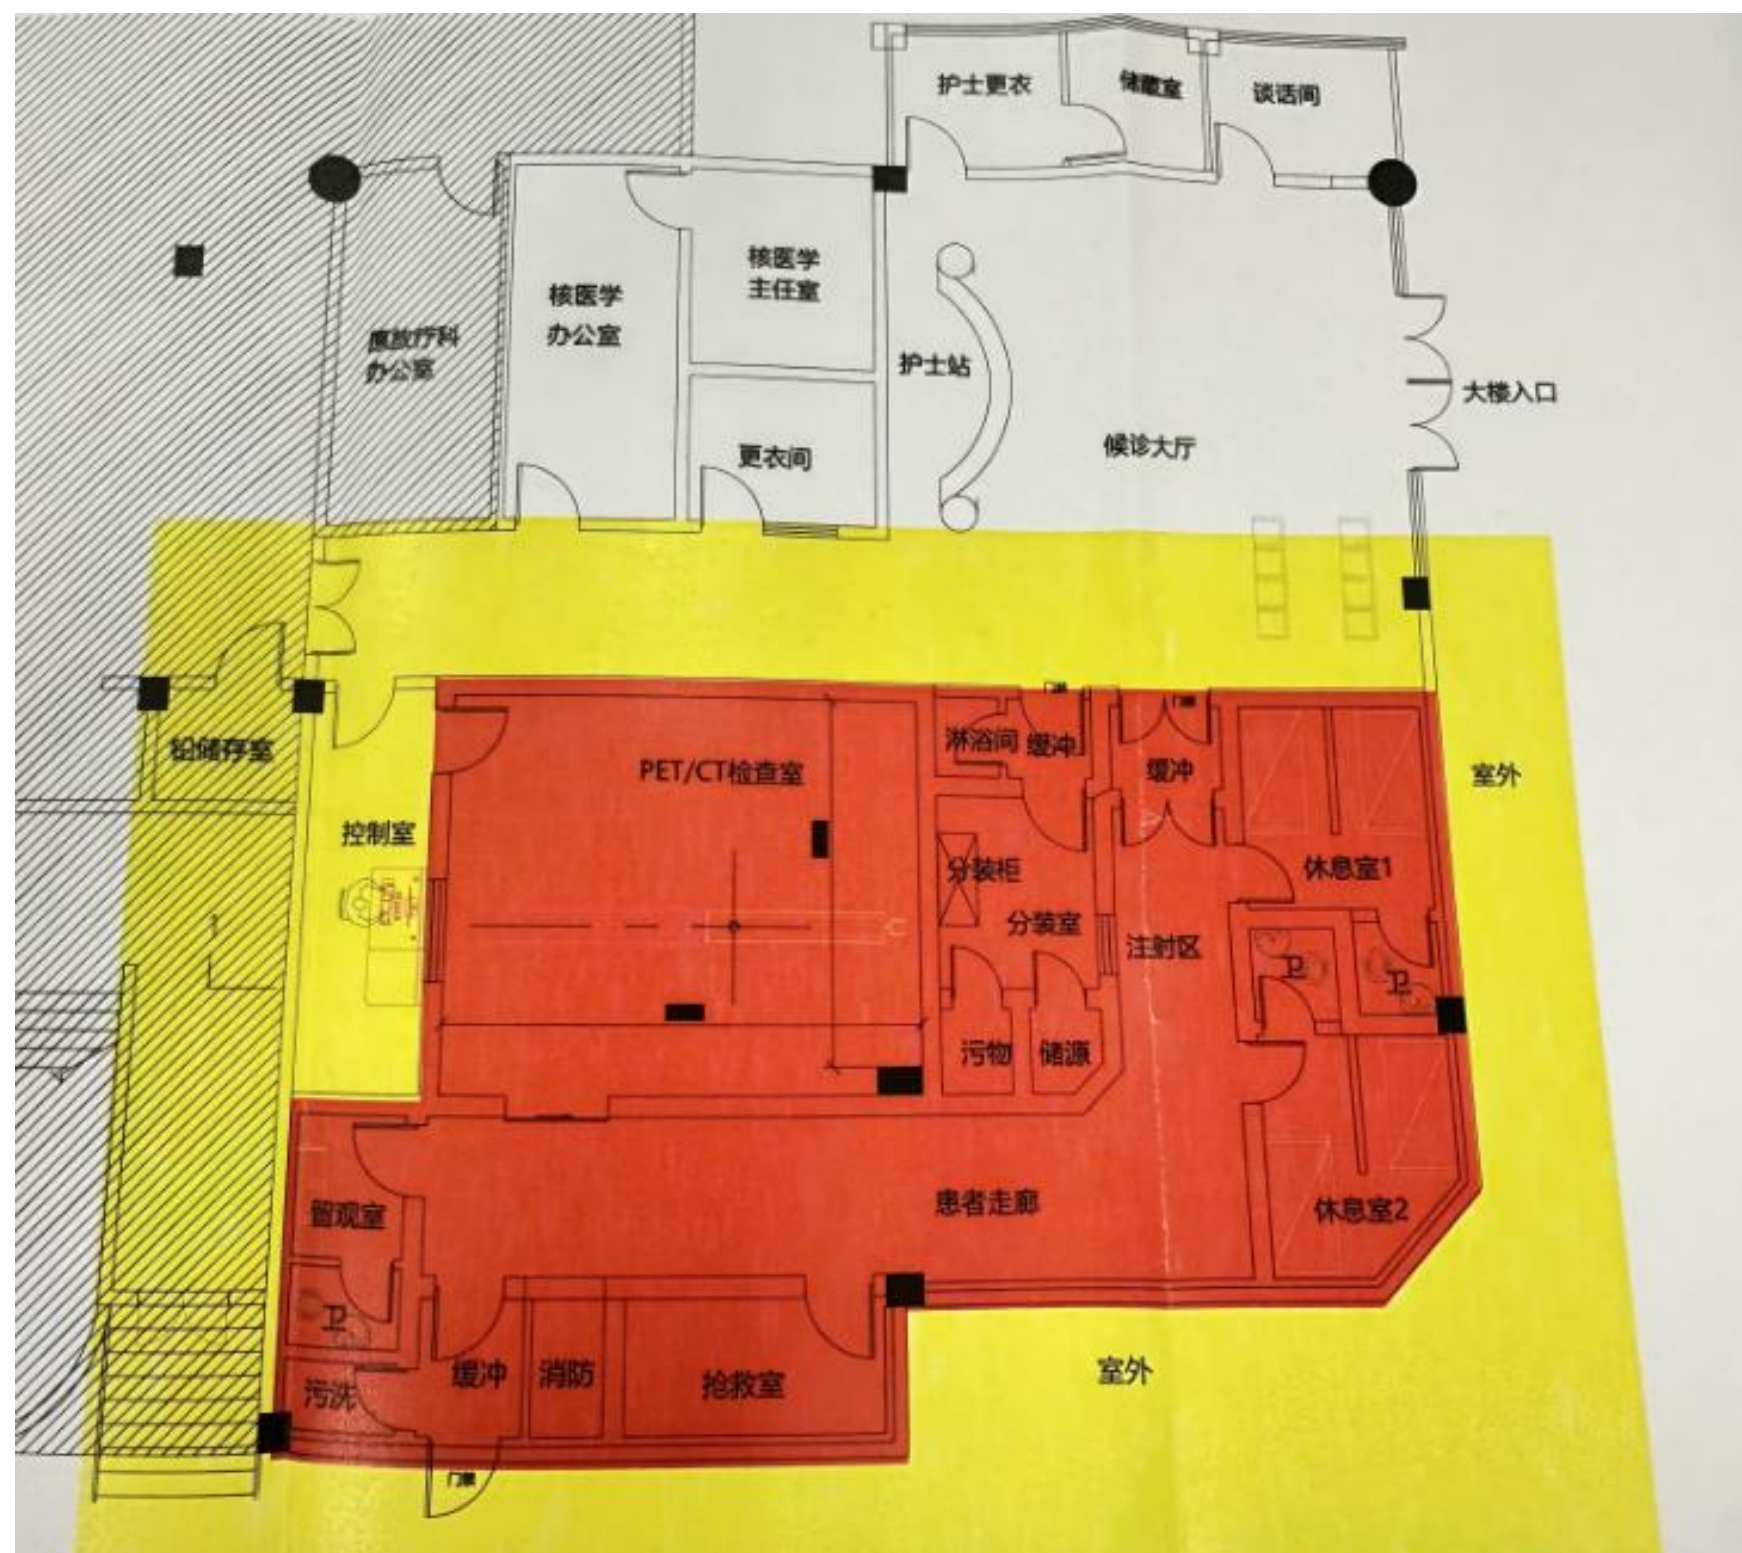 护士更衣
储藏室
谈话间
核医学
主任室
核医学
办公室
原放疗科
办公室
护士站
大楼入口
候诊大厅
更衣间
铅储存室
PET/CT检查室
淋浴间
缓冲
缓冲
室外
控制室
分装柜
休息室1
分装室
注射区
卫
卫
污物
储源
留观室
患者走廊
休息室2
卫
缓冲
消防
抢救室
污洗
室外